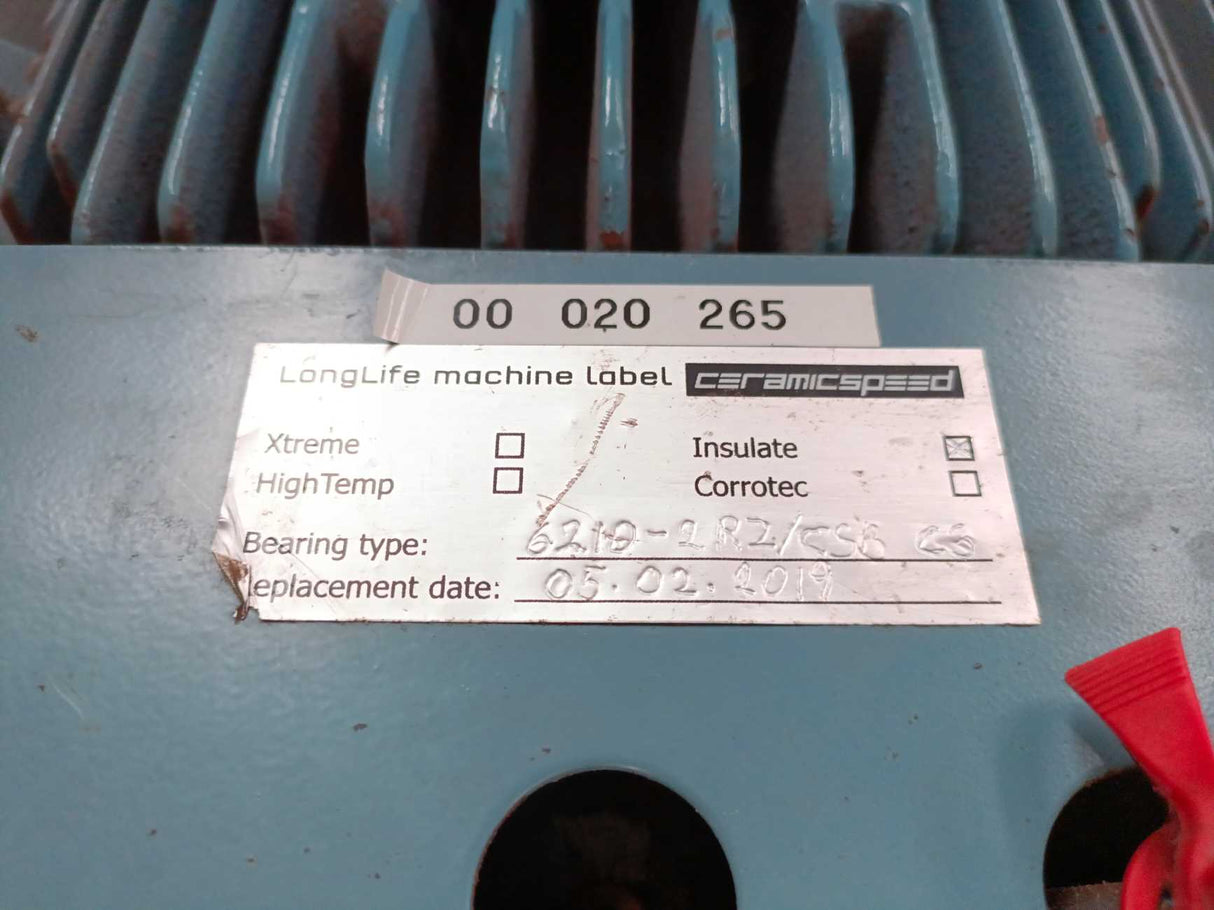 00 020 265
LongLife machine label ceramicspeed
Xtreme ☐ Insulate ☒
HighTemp ☐ Corrotec ☐
Bearing type: 6210-2RZ/CSB
eplacement date: 05.02.2019